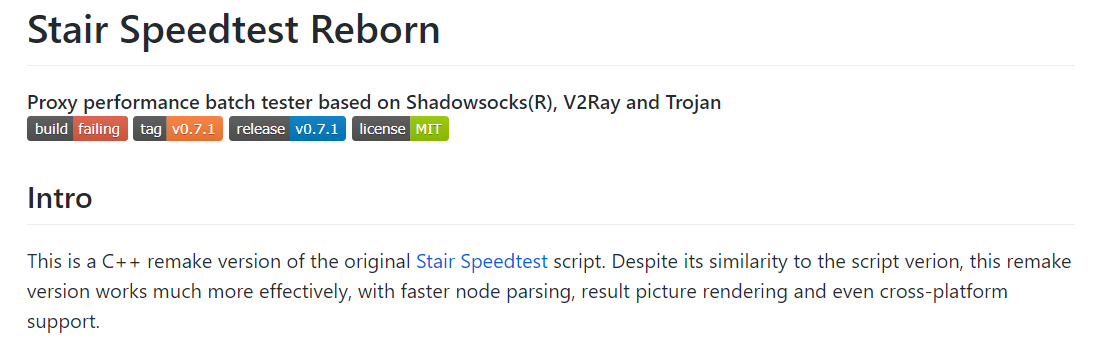 Stair Speedtest Reborn
Proxy performance batch tester based on Shadowsocks(R), V2Ray and Trojan
build failing tag v0.7.1 release v0.7.1 license MIT
Intro
This is a C++ remake version of the original Stair Speedtest script. Despite its similarity to the script verion, this remake
version works much more effectively, with faster node parsing, result picture rendering and even cross-platform
support.